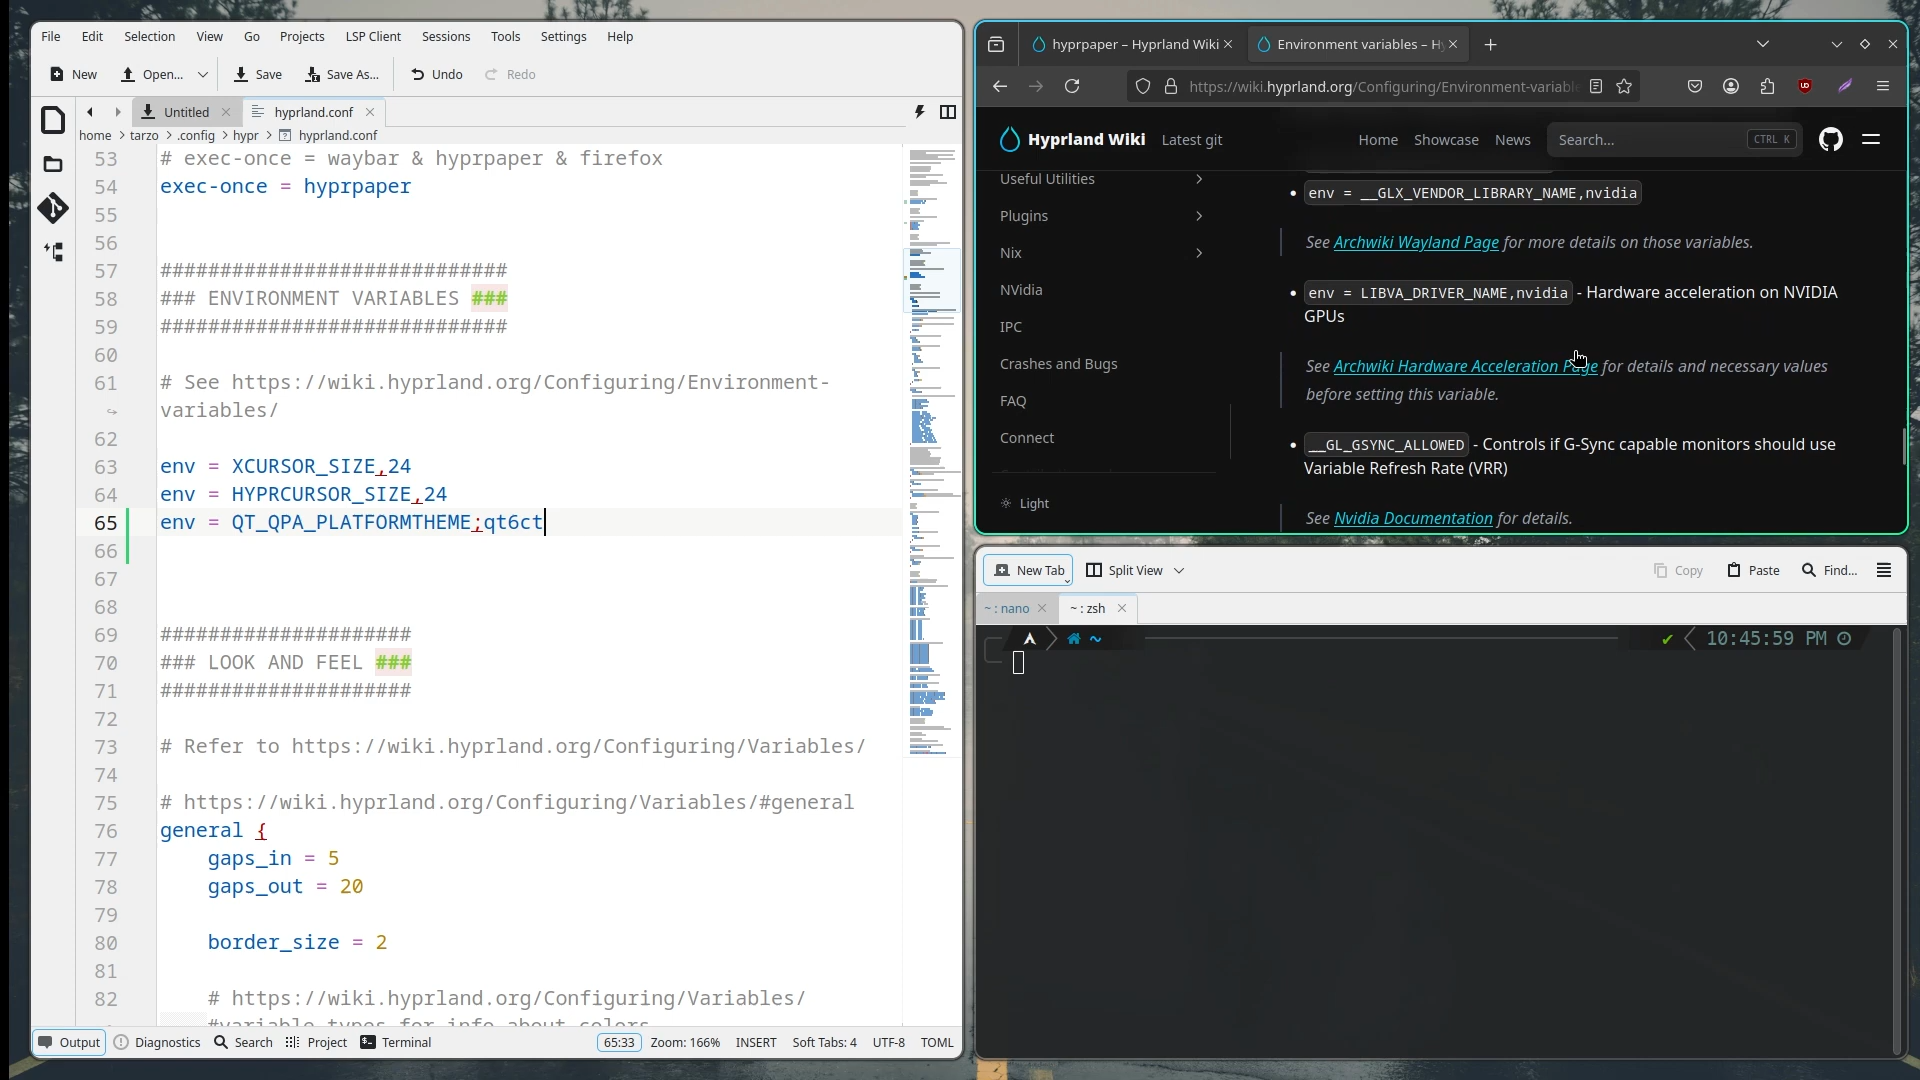 File Edit Selection View Go Projects LSP Client Sessions Tools Settings Help
New Open... Save Save As... Undo Redo
Untitled hyprland.conf
home > tarzo > .config > hypr > hyprland.conf
53 # exec-once = waybar & hyprpaper & firefox
54 exec-once = hyprpaper
55
56
57 #############################
58 ### ENVIRONMENT VARIABLES ###
59 #############################
60
61 # See https://wiki.hyprland.org/Configuring/Environment-
variables/
62
63 env = XCURSOR_SIZE,24
64 env = HYPRCURSOR_SIZE,24
65 env = QT_QPA_PLATFORMTHEME;qt6ct
66
67
68
69 #####################
70 ### LOOK AND FEEL ###
71 #####################
72
73 # Refer to https://wiki.hyprland.org/Configuring/Variables/
74
75 # https://wiki.hyprland.org/Configuring/Variables/#general
76 general {
77 gaps_in = 5
78 gaps_out = 20
79
80 border_size = 2
81
82 # https://wiki.hyprland.org/Configuring/Variables/
#variable-types for info about colors
Output Diagnostics Search Project Terminal 65:33 Zoom: 166% INSERT Soft Tabs: 4 UTF-8 TOML
hyprpaper – Hyprland Wiki Environment variables – H
https://wiki.hyprland.org/Configuring/Environment-variabl
Hyprland Wiki Latest git Home Showcase News Search... CTRL K
Useful Utilities
Plugins
Nix
NVidia
IPC
Crashes and Bugs
FAQ
Connect
Light
env = __GLX_VENDOR_LIBRARY_NAME,nvidia
See Archwiki Wayland Page for more details on those variables.
env = LIBVA_DRIVER_NAME,nvidia - Hardware acceleration on NVIDIA
GPUs
See Archwiki Hardware Acceleration Page for details and necessary values
before setting this variable.
__GL_GSYNC_ALLOWED - Controls if G-Sync capable monitors should use
Variable Refresh Rate (VRR)
See Nvidia Documentation for details.
New Tab Split View Copy Paste Find...
~ : nano ~ : zsh
~ 10:45:59 PM